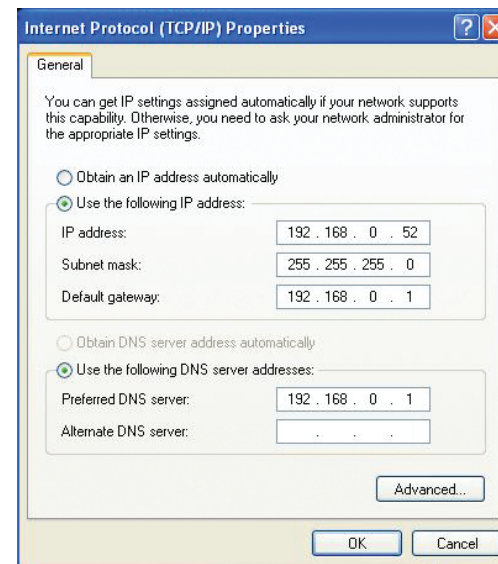 Internet Protocol (TCP/IP) Properties
General
You can get IP settings assigned automatically if your network supports
this capability. Otherwise, you need to ask your network administrator for
the appropriate IP settings.
Obtain an IP address automatically
Use the following IP address:
IP address: 192 . 168 . 0 . 52
Subnet mask: 255 . 255 . 255 . 0
Default gateway: 192 . 168 . 0 . 1
Obtain DNS server address automatically
Use the following DNS server addresses:
Preferred DNS server: 192 . 168 . 0 . 1
Alternate DNS server: . . .
Advanced...
OK Cancel